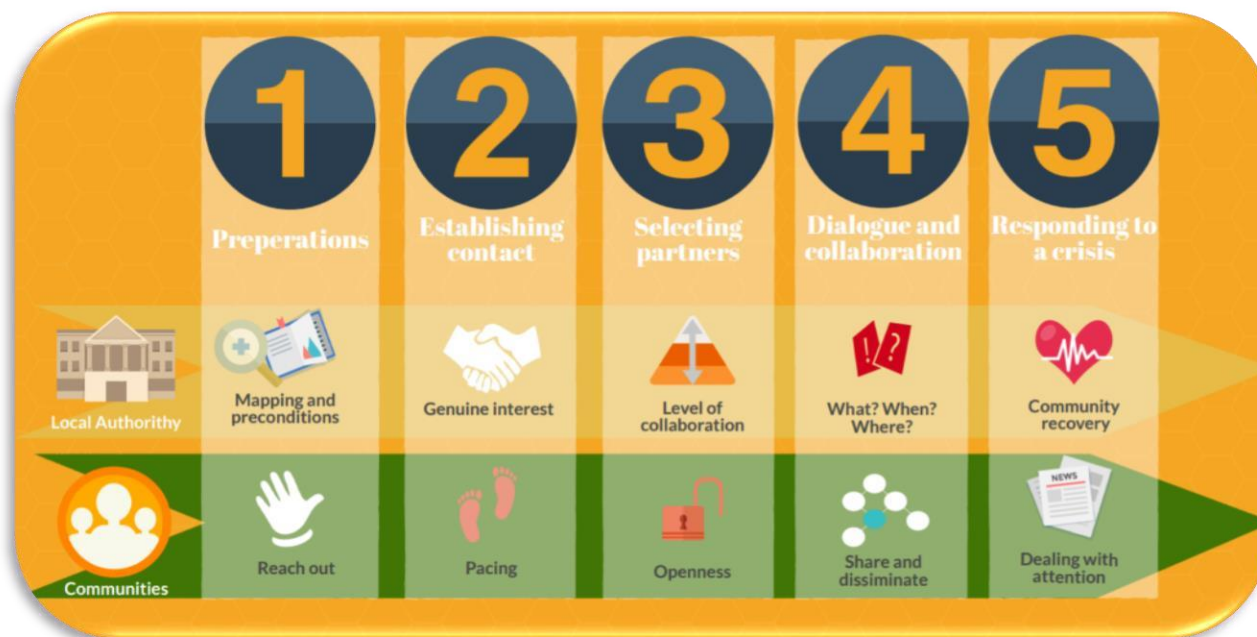 1
2
3
4
5
Preperations
Establishing
contact
Selecting
partners
Dialogue and
collaboration
Responding to
a crisis
Local Authorithy
Mapping and
preconditions
Genuine interest
Level of
collaboration
! ?
What? When?
Where?
Community
recovery
Communities
Reach out
Pacing
Openness
Share and
dissiminate
NEWS
Dealing with
attention